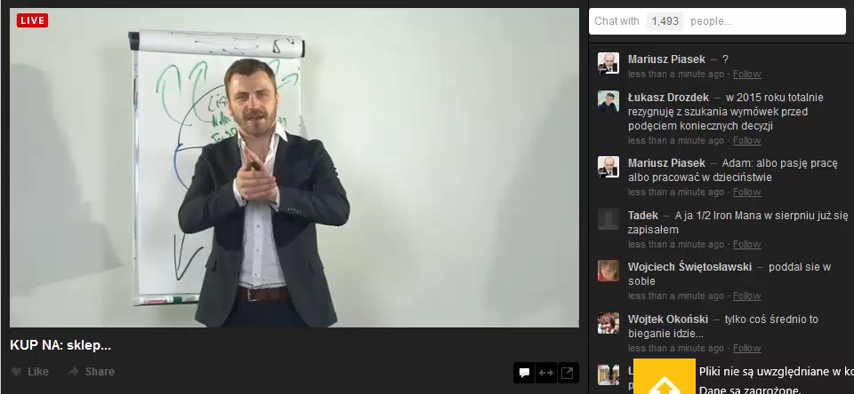 LIVE
Lis
KUP NA: sklep...
Like
Share
Chat with 1,493 people...
Mariusz Piasek – ?
less than a minute ago - Follow
Łukasz Drozdek – w 2015 roku totalnie
rezygnuję z szukania wymówek przed
podęciem koniecznych decyzji
less than a minute ago - Follow
Mariusz Piasek – Adam: albo pasję pracę
albo pracować w dzieciństwie
less than a minute ago - Follow
Tadek – A ja 1/2 Iron Mana w sierpniu już się
zapisałem
less than a minute ago - Follow
Wojciech Świętosławski – poddal sie w
sobie
less than a minute ago - Follow
Wojtek Okoński – tylko coś średnio to
bieganie idzie...
less than a minute ago - Follow
L
p
Pliki nie są uwzględniane w ko
Dane są zagrożone.